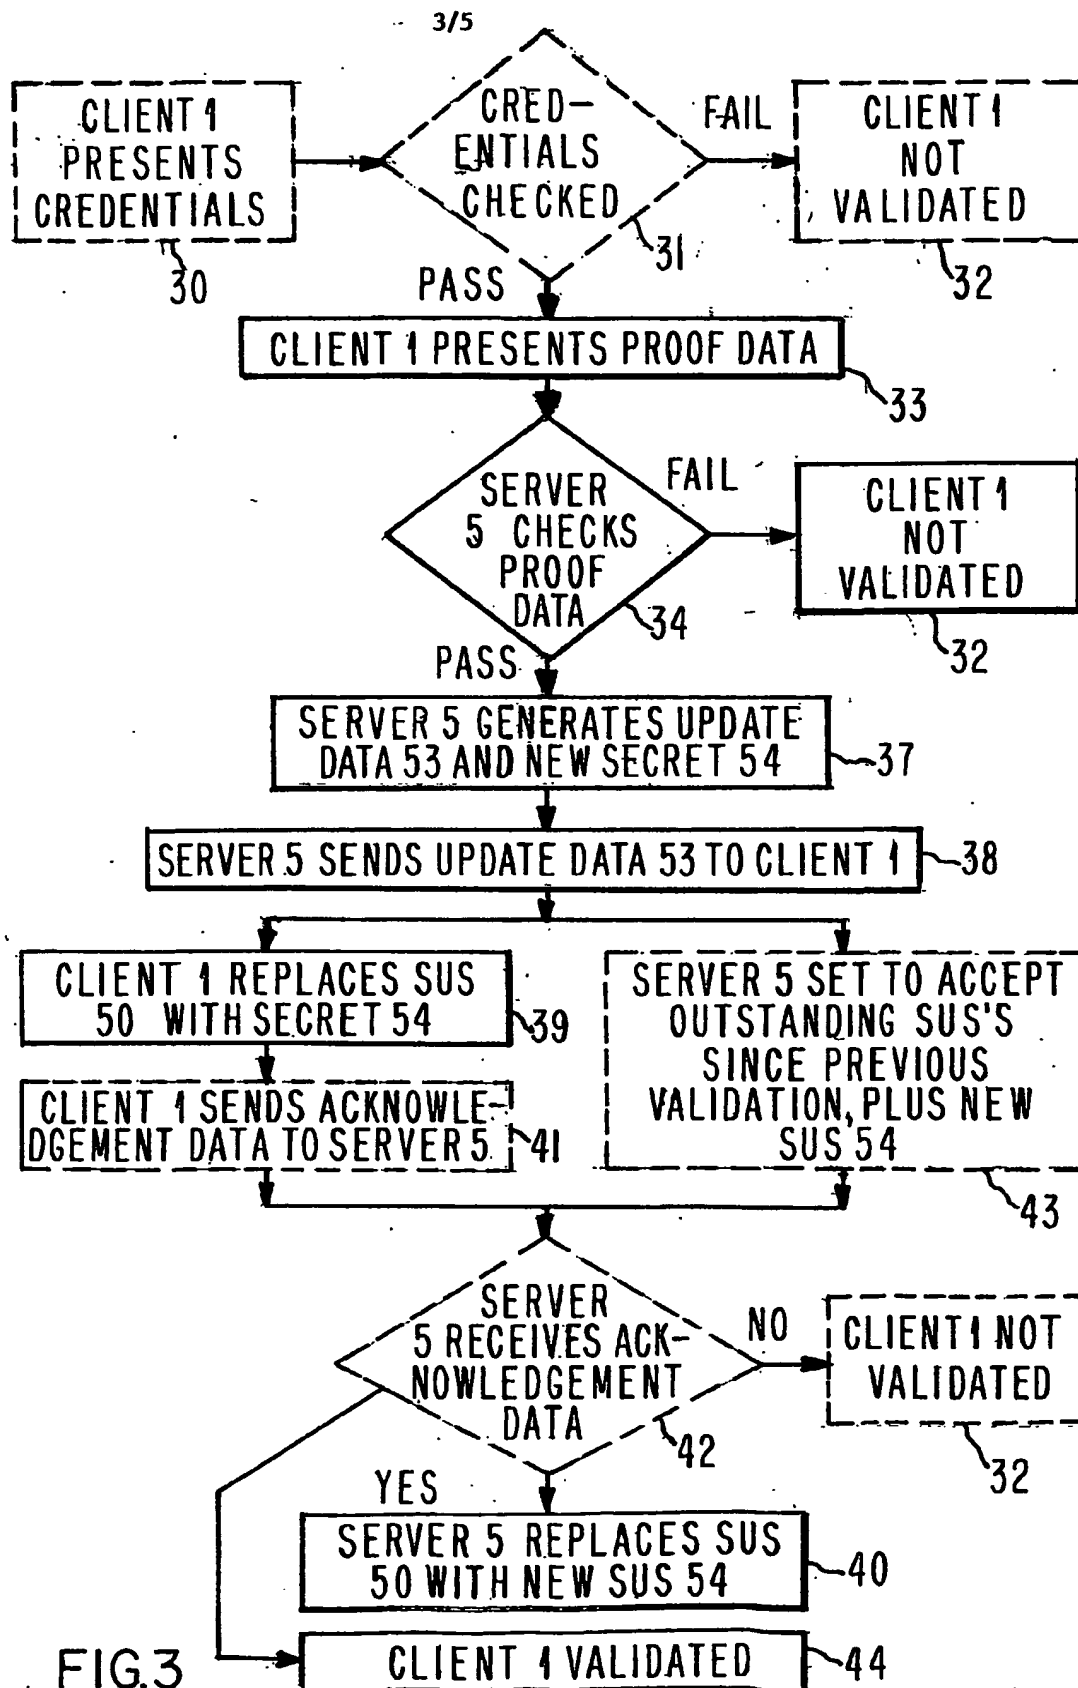 3/5
CLIENT 1
PRESENTS
CREDENTIALS
30
CRED-
ENTIALS
CHECKED
31
FAIL
CLIENT 1
NOT
VALIDATED
32
PASS
CLIENT 1 PRESENTS PROOF DATA
33
SERVER
5 CHECKS
PROOF
DATA
34
FAIL
CLIENT 1
NOT
VALIDATED
32
PASS
SERVER 5 GENERATES UPDATE
DATA 53 AND NEW SECRET 54
37
SERVER 5 SENDS UPDATE DATA 53 TO CLIENT 1
38
CLIENT 1 REPLACES SUS
50 WITH SECRET 54
39
CLIENT 1 SENDS ACKNOWLE-
DGEMENT DATA TO SERVER 5
41
SERVER 5 SET TO ACCEPT
OUTSTANDING SUS'S
SINCE PREVIOUS
VALIDATION, PLUS NEW
SUS 54
43
SERVER
5 RECEIVES ACK-
NOWLEDGEMENT
DATA
42
NO
CLIENT 1 NOT
VALIDATED
32
YES
SERVER 5 REPLACES SUS
50 WITH NEW SUS 54
40
CLIENT 1 VALIDATED
44
FIG.3